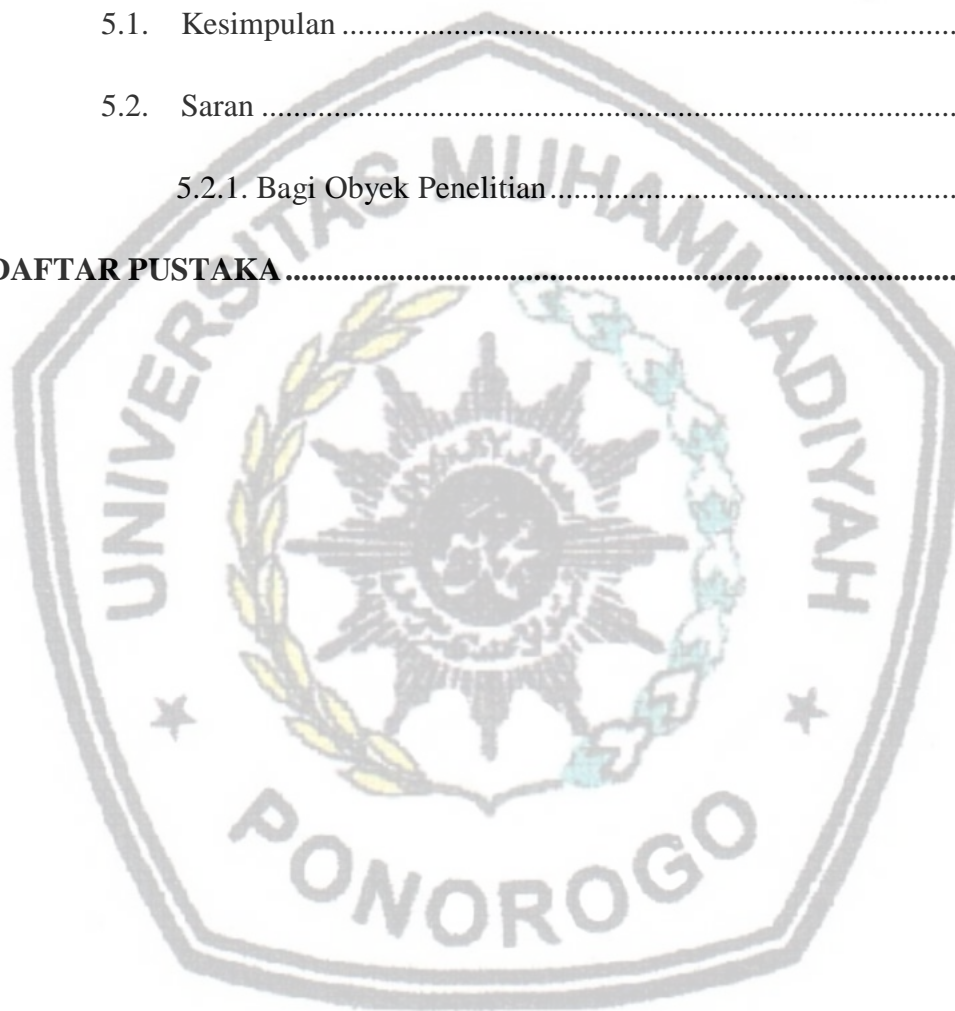 5.1. Kesimpulan ................................................................................
5.2. Saran ................................................................................
5.2.1. Bagi Obyek Penelitian ......................................................
DAFTAR PUSTAKA ................................................................................
UNIVERSITAS MUHAMMADIYAH
PONOROGO